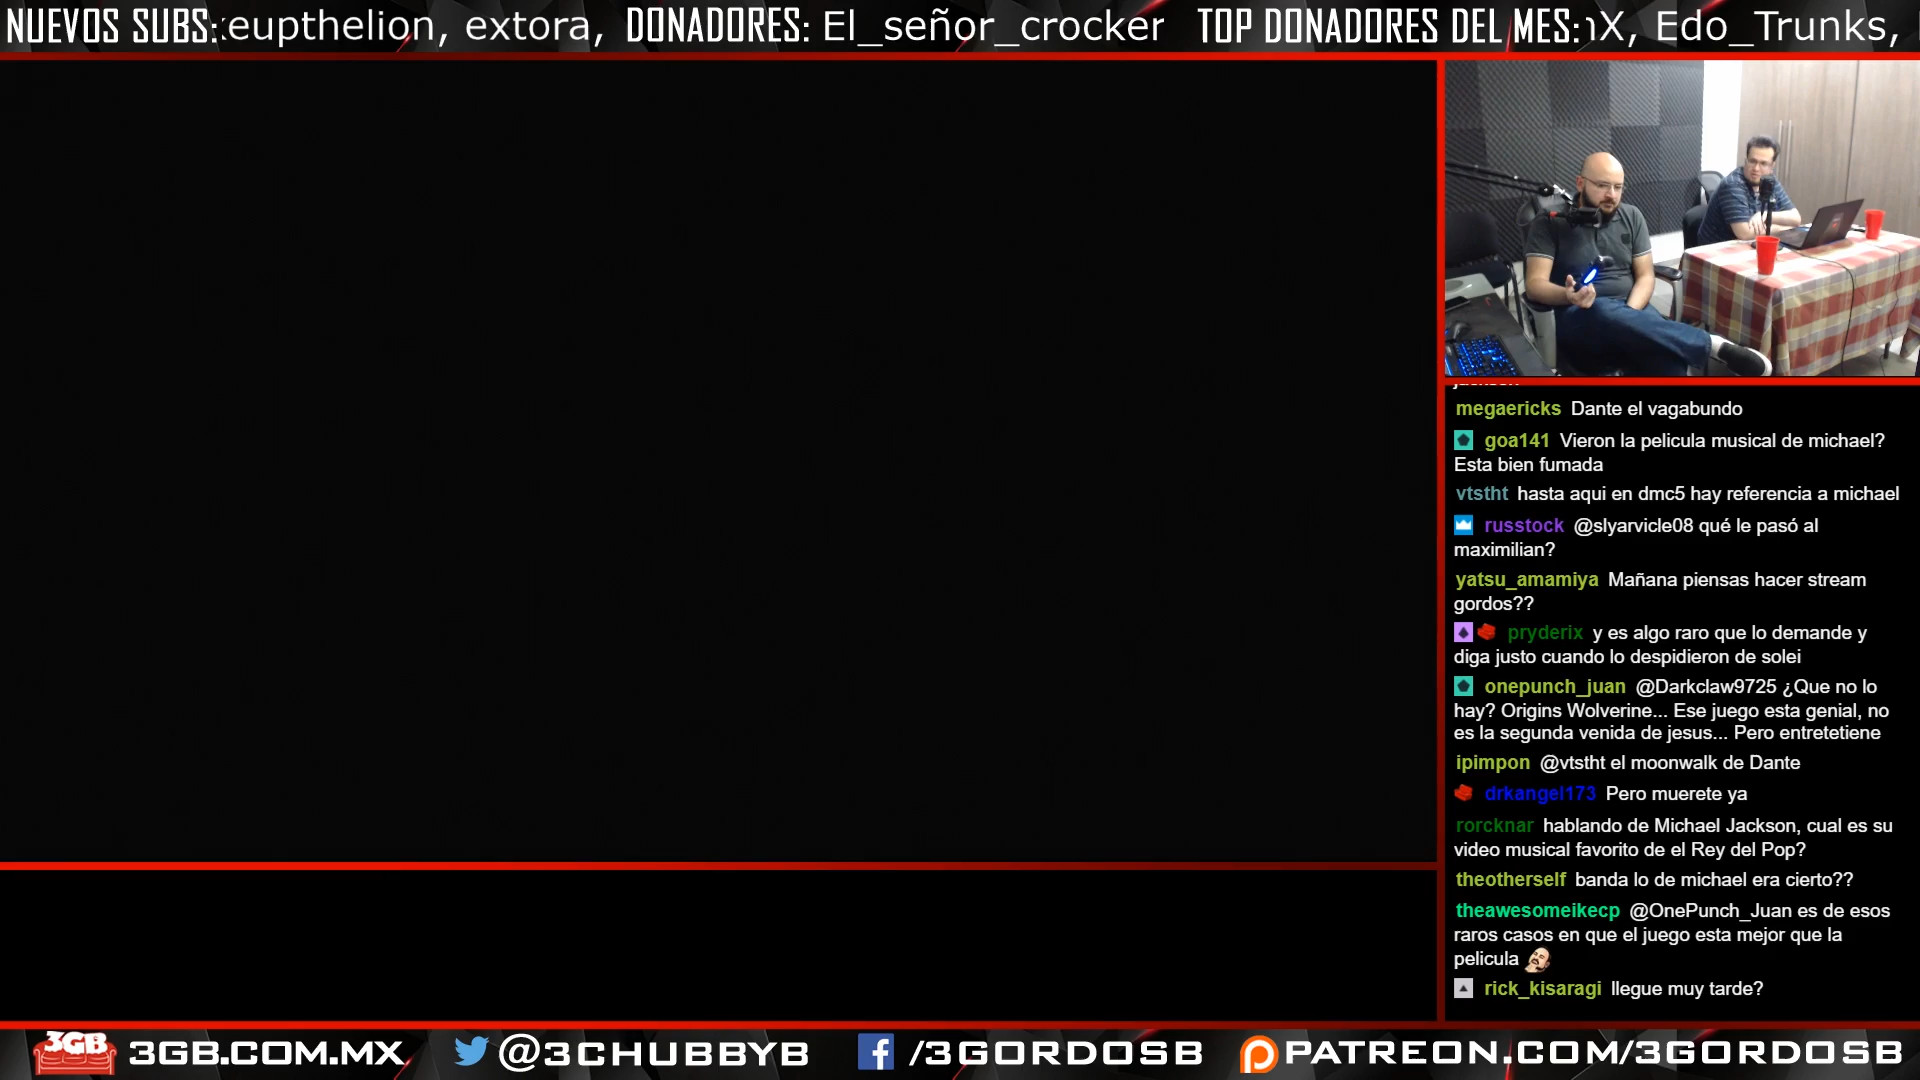 NUEVOS SUBS: keupthelion, extora, DONADORES: El_señor_crocker TOP DONADORES DEL MES: X, Edo_Trunks,
megaericks Dante el vagabundo
goa141 Vieron la pelicula musical de michael?
Esta bien fumada
vtstht hasta aqui en dmc5 hay referencia a michael
russtock @slyarvicle08 qué le pasó al
maximilian?
yatsu_amamiya Mañana piensas hacer stream
gordos??
pryderix y es algo raro que lo demande y
diga justo cuando lo despidieron de solei
onepunch_juan @Darkclaw9725 ¿Que no lo
hay? Origins Wolverine... Ese juego esta genial, no
es la segunda venida de jesus... Pero entretetiene
ipimpon @vtstht el moonwalk de Dante
drkangel173 Pero muerete ya
rorcknar hablando de Michael Jackson, cual es su
video musical favorito de el Rey del Pop?
theotherself banda lo de michael era cierto??
theawesomeikecp @OnePunch_Juan es de esos
raros casos en que el juego esta mejor que la
pelicula
rick_kisaragi llegue muy tarde?
3GB 3GB.COM.MX @3CHUBBYB /3GORDOSB PATREON.COM/3GORDOSB